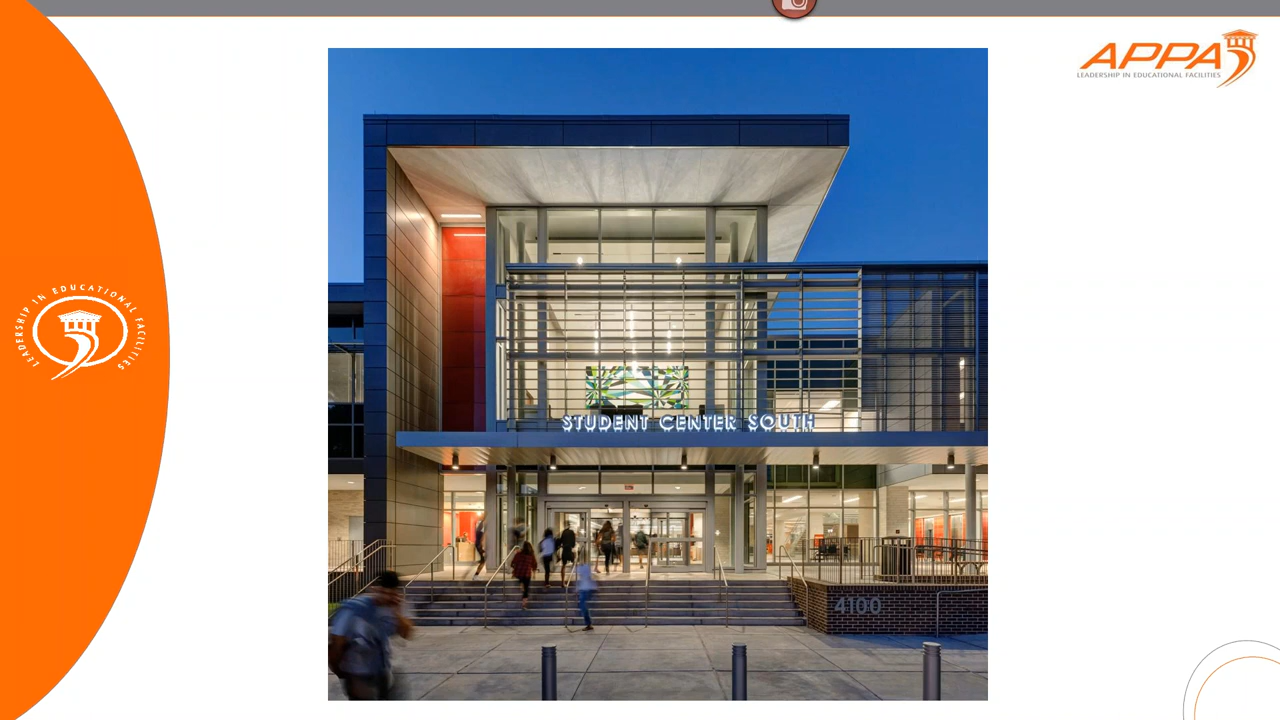 APPA
LEADERSHIP IN EDUCATIONAL FACILITIES
LEADERSHIP IN EDUCATIONAL FACILITIES
STUDENT CENTER SOUTH
4100